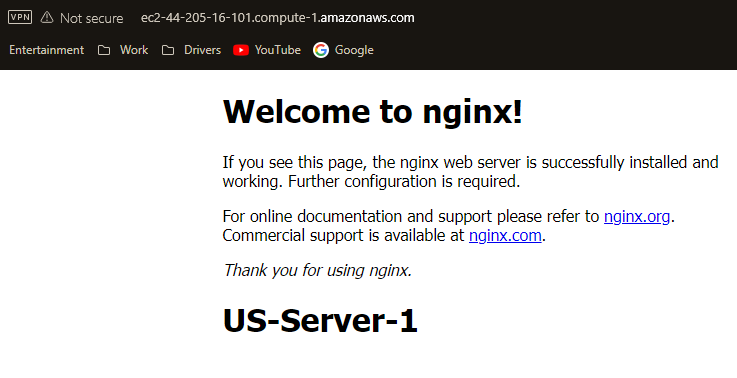 VPN Not secure ec2-44-205-16-101.compute-1.amazonaws.com
Entertainment Work Drivers YouTube Google
Welcome to nginx!
If you see this page, the nginx web server is successfully installed and
working. Further configuration is required.
For online documentation and support please refer to nginx.org.
Commercial support is available at nginx.com.
Thank you for using nginx.
US-Server-1